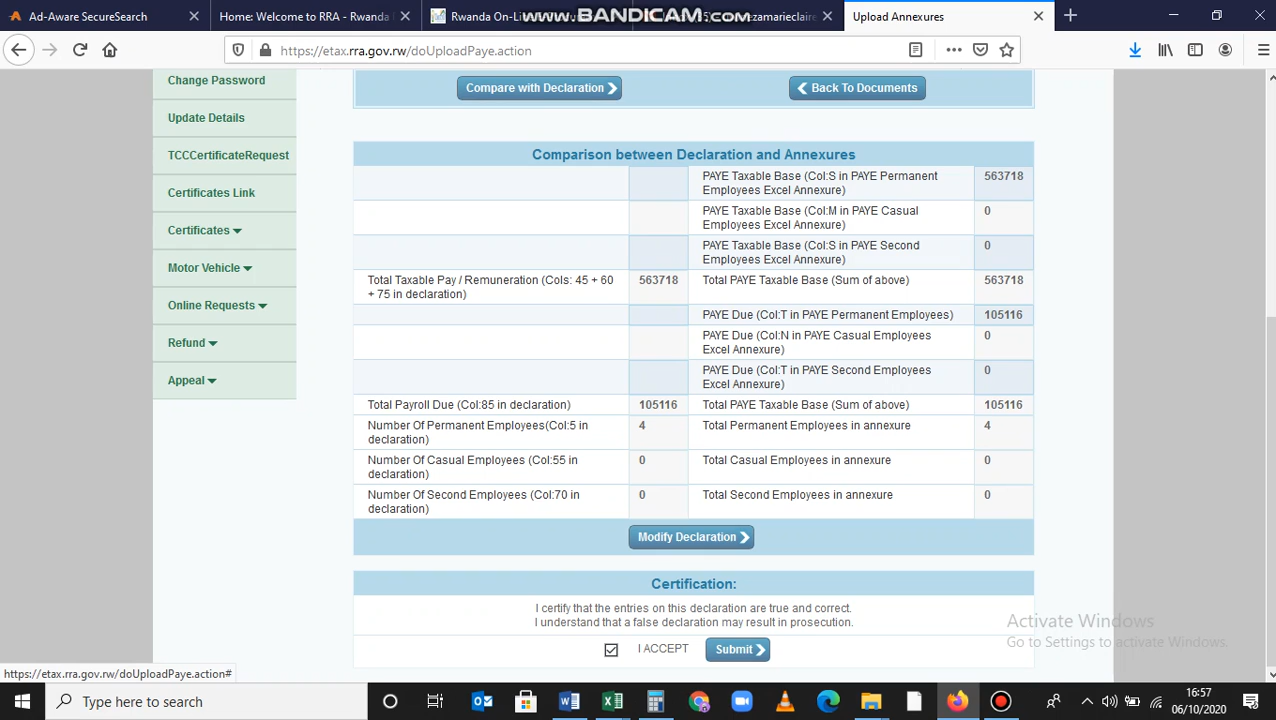 Ad-Aware SecureSearch
Home: Welcome to RRA - Rwanda
Rwanda On-Li
WWW.BANDICAM.COM
ezamarieclaire
Upload Annexures
https://etax.rra.gov.rw/doUploadPaye.action
Change Password
Update Details
TCCCertificateRequest
Certificates Link
Certificates
Motor Vehicle
Online Requests
Refund
Appeal
Compare with Declaration
Back To Documents
Comparison between Declaration and Annexures
PAYE Taxable Base (Col:S in PAYE Permanent Employees Excel Annexure) 563718
PAYE Taxable Base (Col:M in PAYE Casual Employees Excel Annexure) 0
PAYE Taxable Base (Col:S in PAYE Second Employees Excel Annexure) 0
Total Taxable Pay / Remuneration (Cols: 45 + 60 + 75 in declaration) 563718 Total PAYE Taxable Base (Sum of above) 563718
PAYE Due (Col:T in PAYE Permanent Employees) 105116
PAYE Due (Col:N in PAYE Casual Employees Excel Annexure) 0
PAYE Due (Col:T in PAYE Second Employees Excel Annexure) 0
Total Payroll Due (Col:85 in declaration) 105116 Total PAYE Taxable Base (Sum of above) 105116
Number Of Permanent Employees(Col:5 in declaration) 4 Total Permanent Employees in annexure 4
Number Of Casual Employees (Col:55 in declaration) 0 Total Casual Employees in annexure 0
Number Of Second Employees (Col:70 in declaration) 0 Total Second Employees in annexure 0
Modify Declaration
Certification:
I certify that the entries on this declaration are true and correct.
I understand that a false declaration may result in prosecution.
I ACCEPT Submit
Activate Windows
Go to Settings to activate Windows.
https://etax.rra.gov.rw/doUploadPaye.action#
Type here to search
16:57
06/10/2020